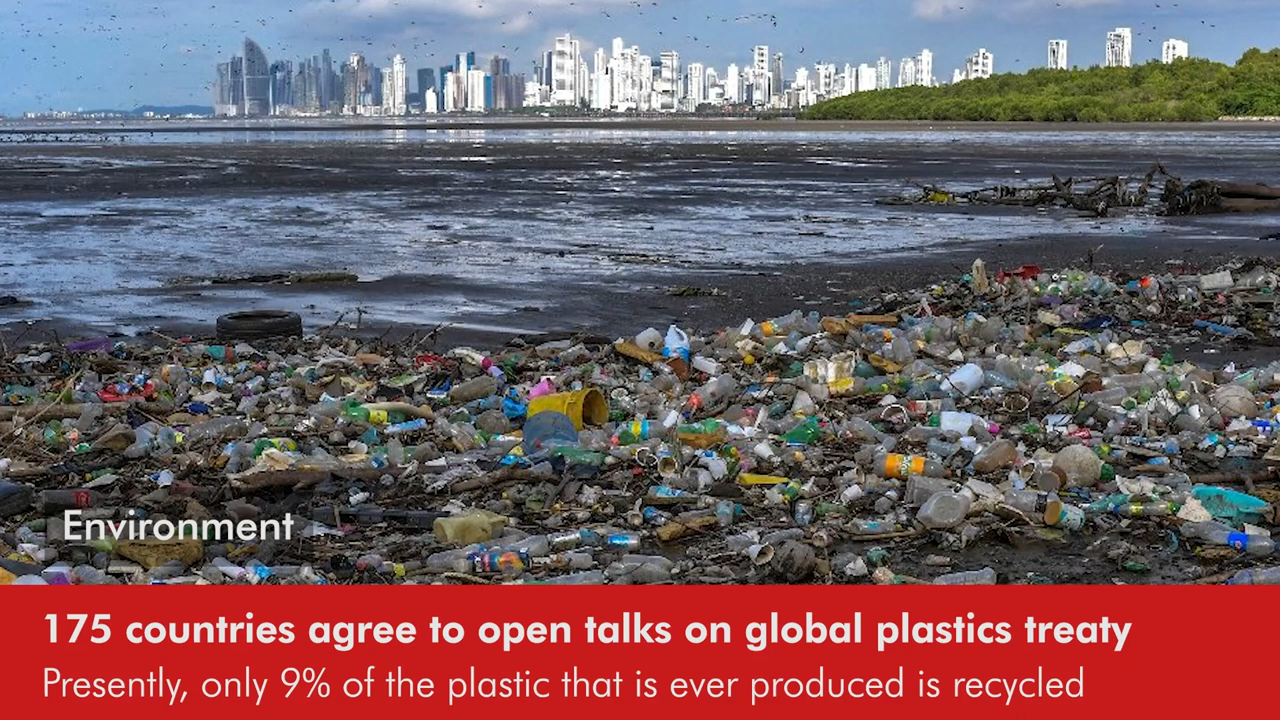 Environment
175 countries agree to open talks on global plastics treaty
Presently, only 9% of the plastic that is ever produced is recycled